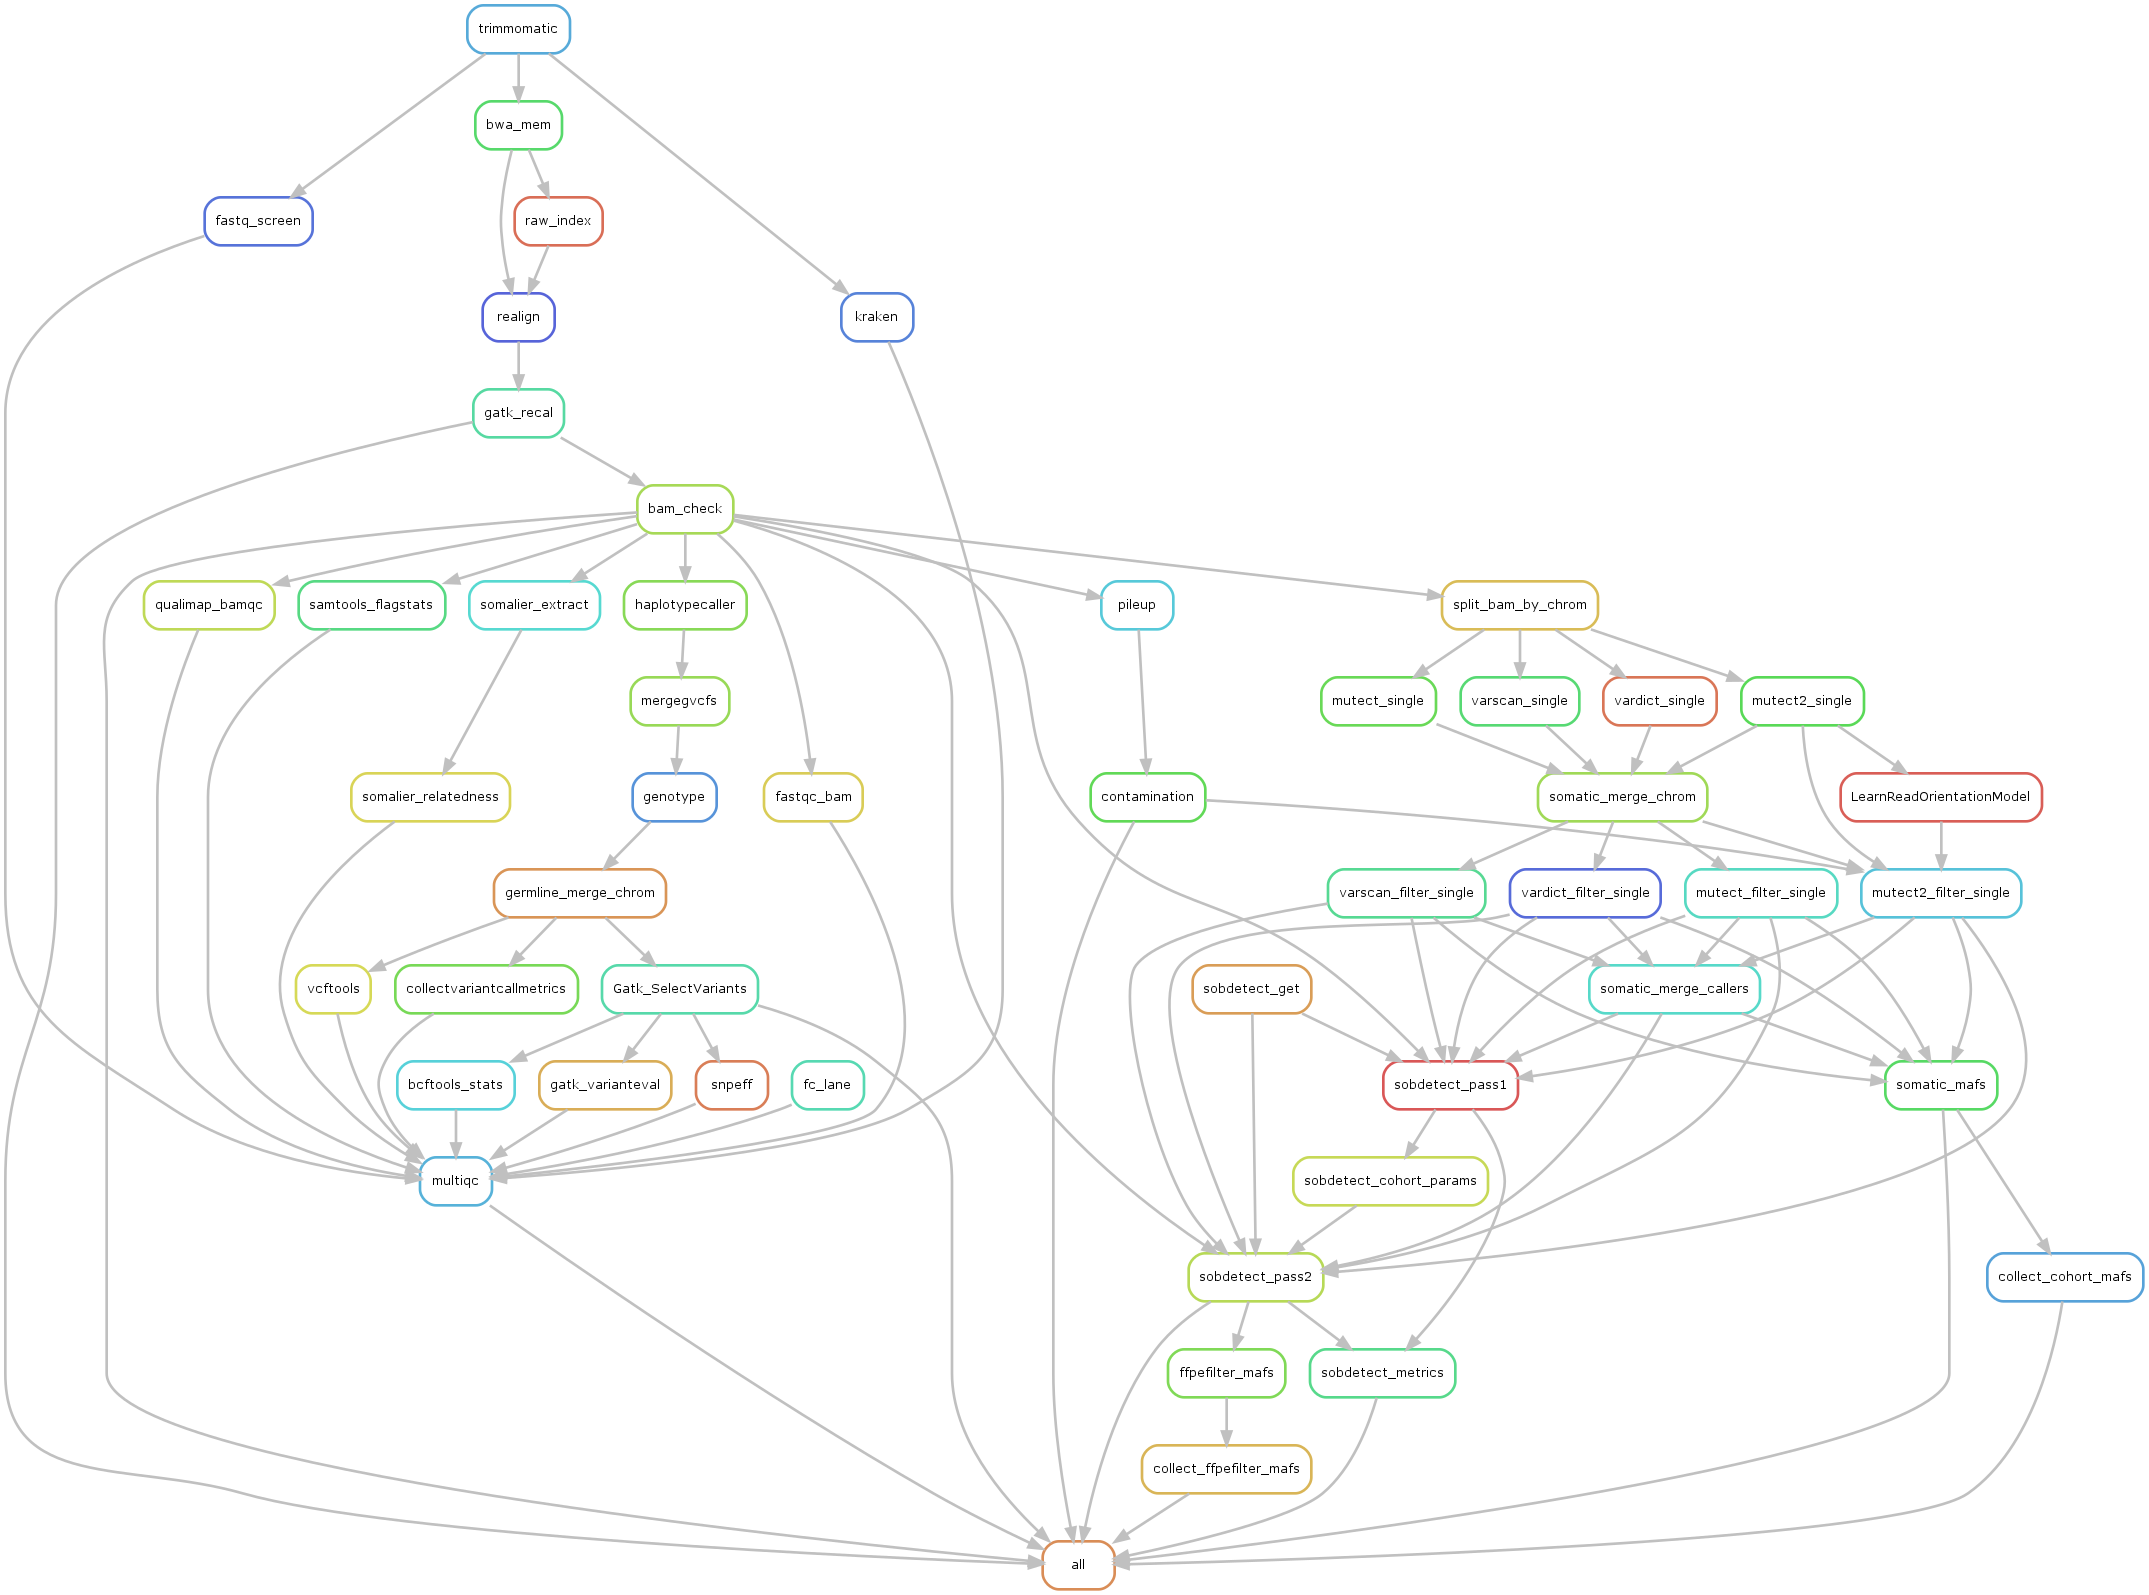 trimmomatic
bwa_mem
fastq_screen
raw_index
realign
kraken
gatk_recal
bam_check
qualimap_bamqc
samtools_flagstats
somalier_extract
haplotypecaller
pileup
split_bam_by_chrom
mergegvcfs
mutect_single
varscan_single
vardict_single
mutect2_single
somalier_relatedness
genotype
fastqc_bam
contamination
somatic_merge_chrom
LearnReadOrientationModel
germline_merge_chrom
varscan_filter_single
vardict_filter_single
mutect_filter_single
mutect2_filter_single
vcftools
collectvariantcallmetrics
Gatk_SelectVariants
sobdetect_get
somatic_merge_callers
bcftools_stats
gatk_varianteval
snpeff
fc_lane
sobdetect_pass1
somatic_mafs
multiqc
sobdetect_cohort_params
sobdetect_pass2
collect_cohort_mafs
ffpefilter_mafs
sobdetect_metrics
collect_ffpefilter_mafs
all